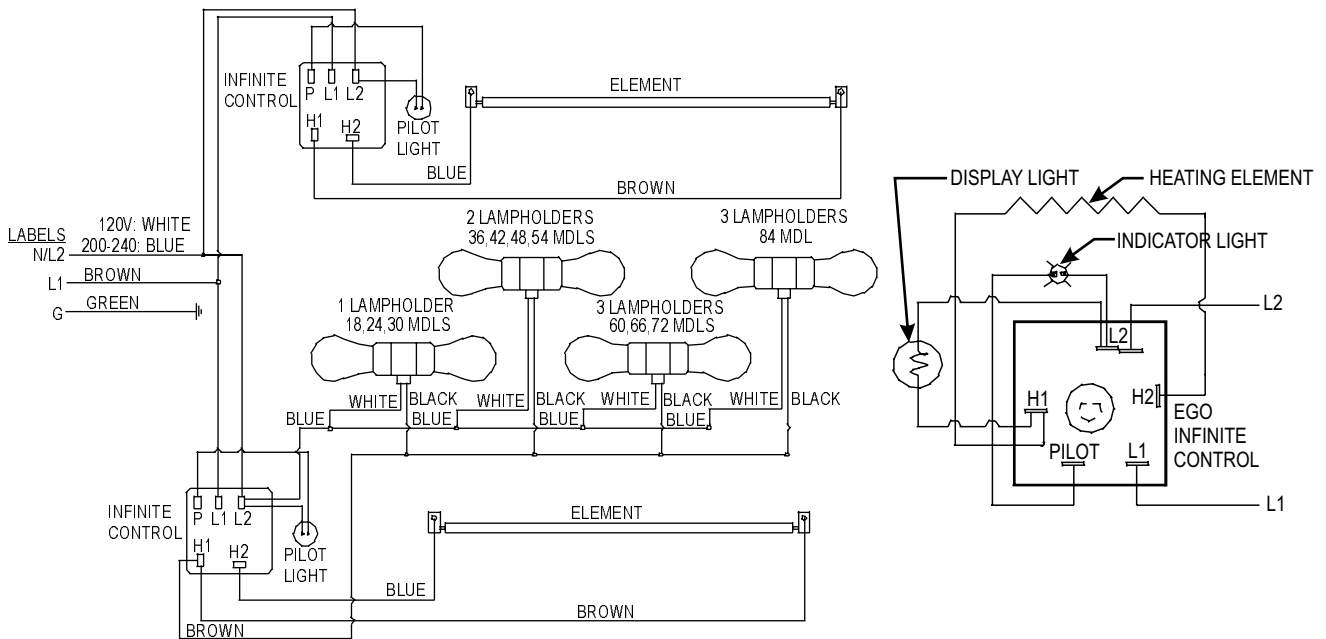 INFINITE
CONTROL
P L1 L2
H1
H2
PILOT
LIGHT
ELEMENT
BLUE
BROWN
LABELS
N/L2
120V: WHITE
200-240: BLUE
L1
BROWN
G
GREEN
2 LAMPHOLDERS
36,42,48,54 MDLS
3 LAMPHOLDERS
84 MDL
1 LAMPHOLDER
18,24,30 MDLS
3 LAMPHOLDERS
60,66,72 MDLS
WHITE BLACK WHITE BLACK WHITE BLACK WHITE BLACK
BLUE BLUE BLUE BLUE
INFINITE
CONTROL
P L1 L2
H1
H2
PILOT
LIGHT
ELEMENT
BLUE
BROWN
BROWN
DISPLAY LIGHT
HEATING ELEMENT
INDICATOR LIGHT
L2
L2
H1
H2
EGO
INFINITE
CONTROL
PILOT
L1
L1